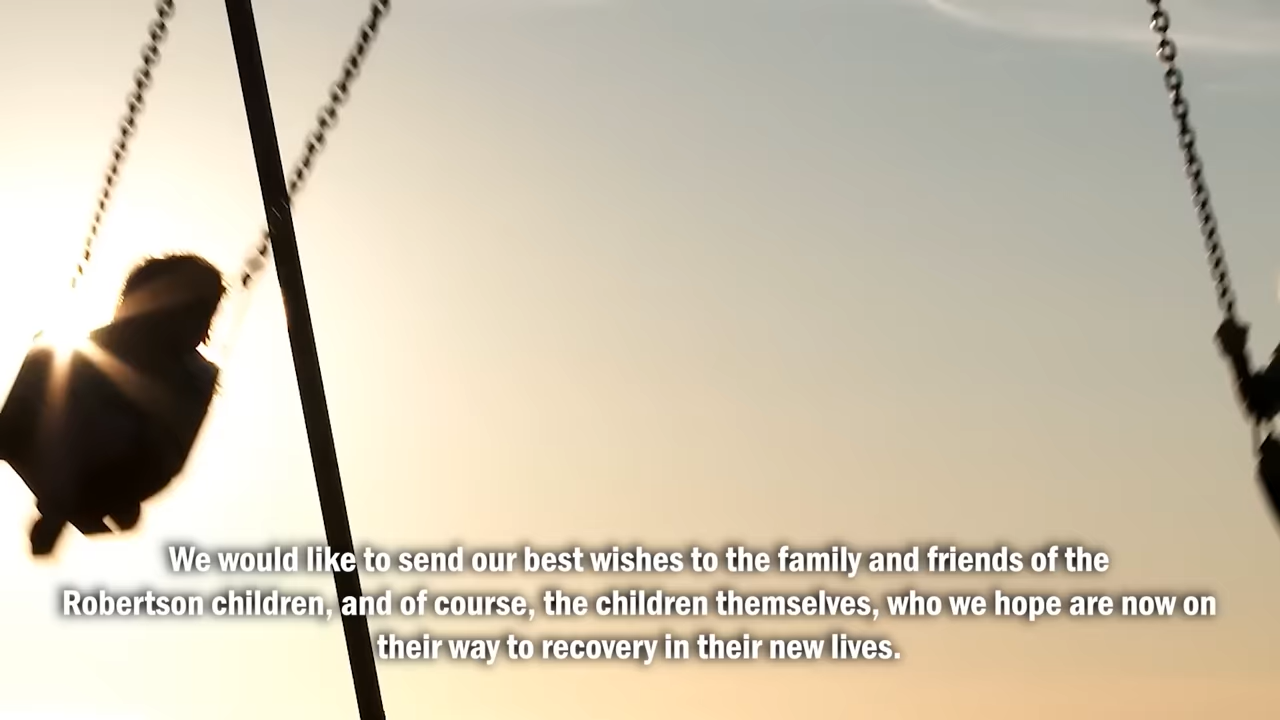 We would like to send our best wishes to the family and friends of the
Robertson children, and of course, the children themselves, who we hope are now on
their way to recovery in their new lives.